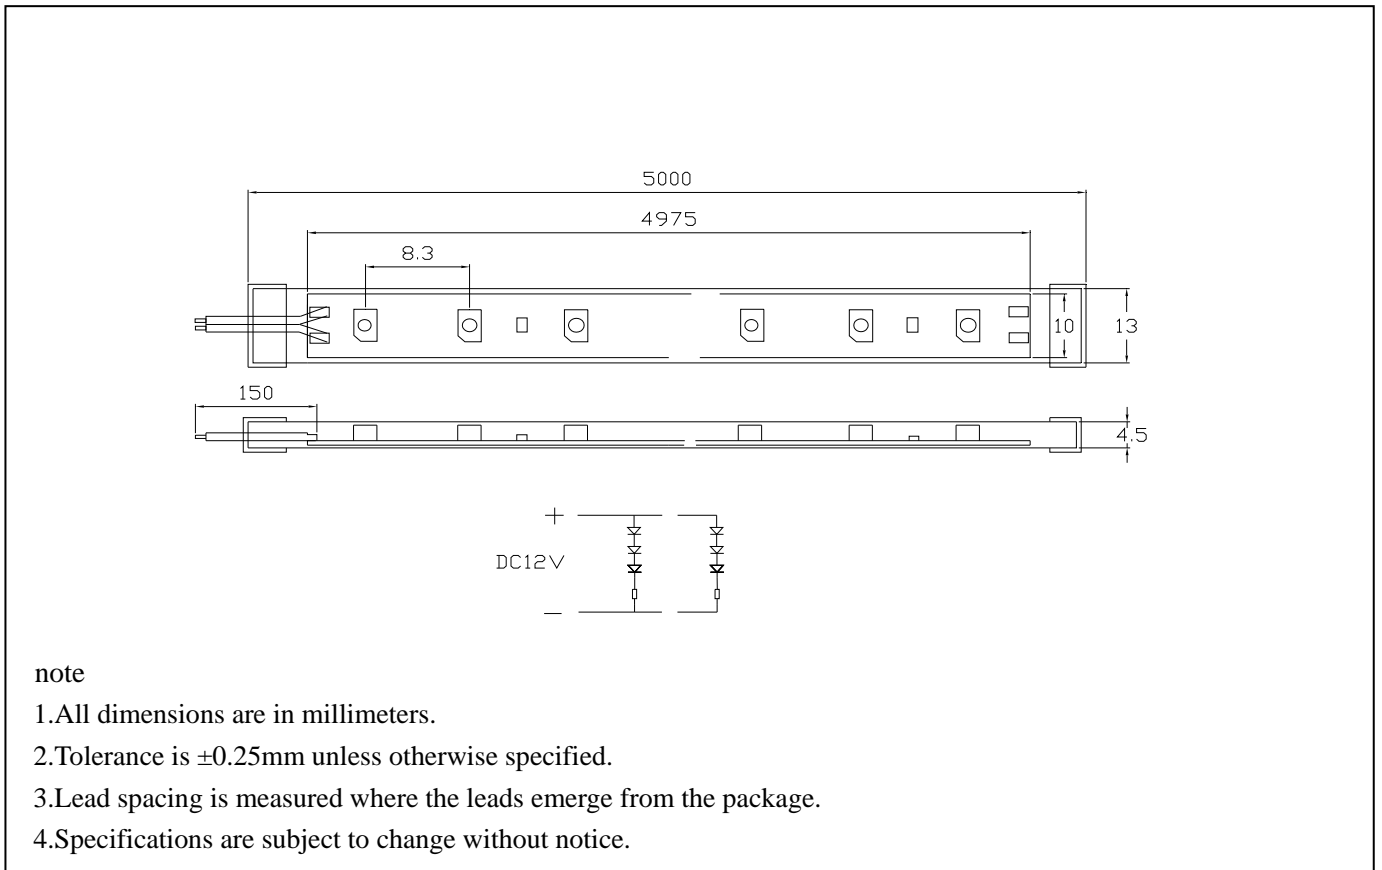 5000
4975
8.3
10
13
150
4.5
+
DC12V
−
note
1.All dimensions are in millimeters.
2.Tolerance is ±0.25mm unless otherwise specified.
3.Lead spacing is measured where the leads emerge from the package.
4.Specifications are subject to change without notice.